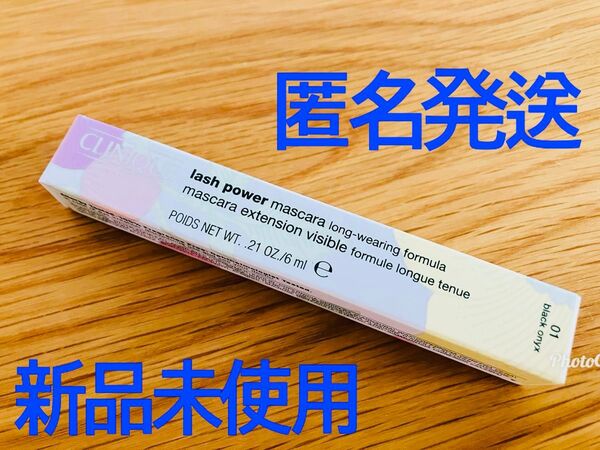 匿名発送
CLINIQUE
lash power mascara long-wearing formula
mascara extension visible formule longue tenue
POIDS NET WT. .21 OZ./6 ml ℮
01
black onyx
新品未使用